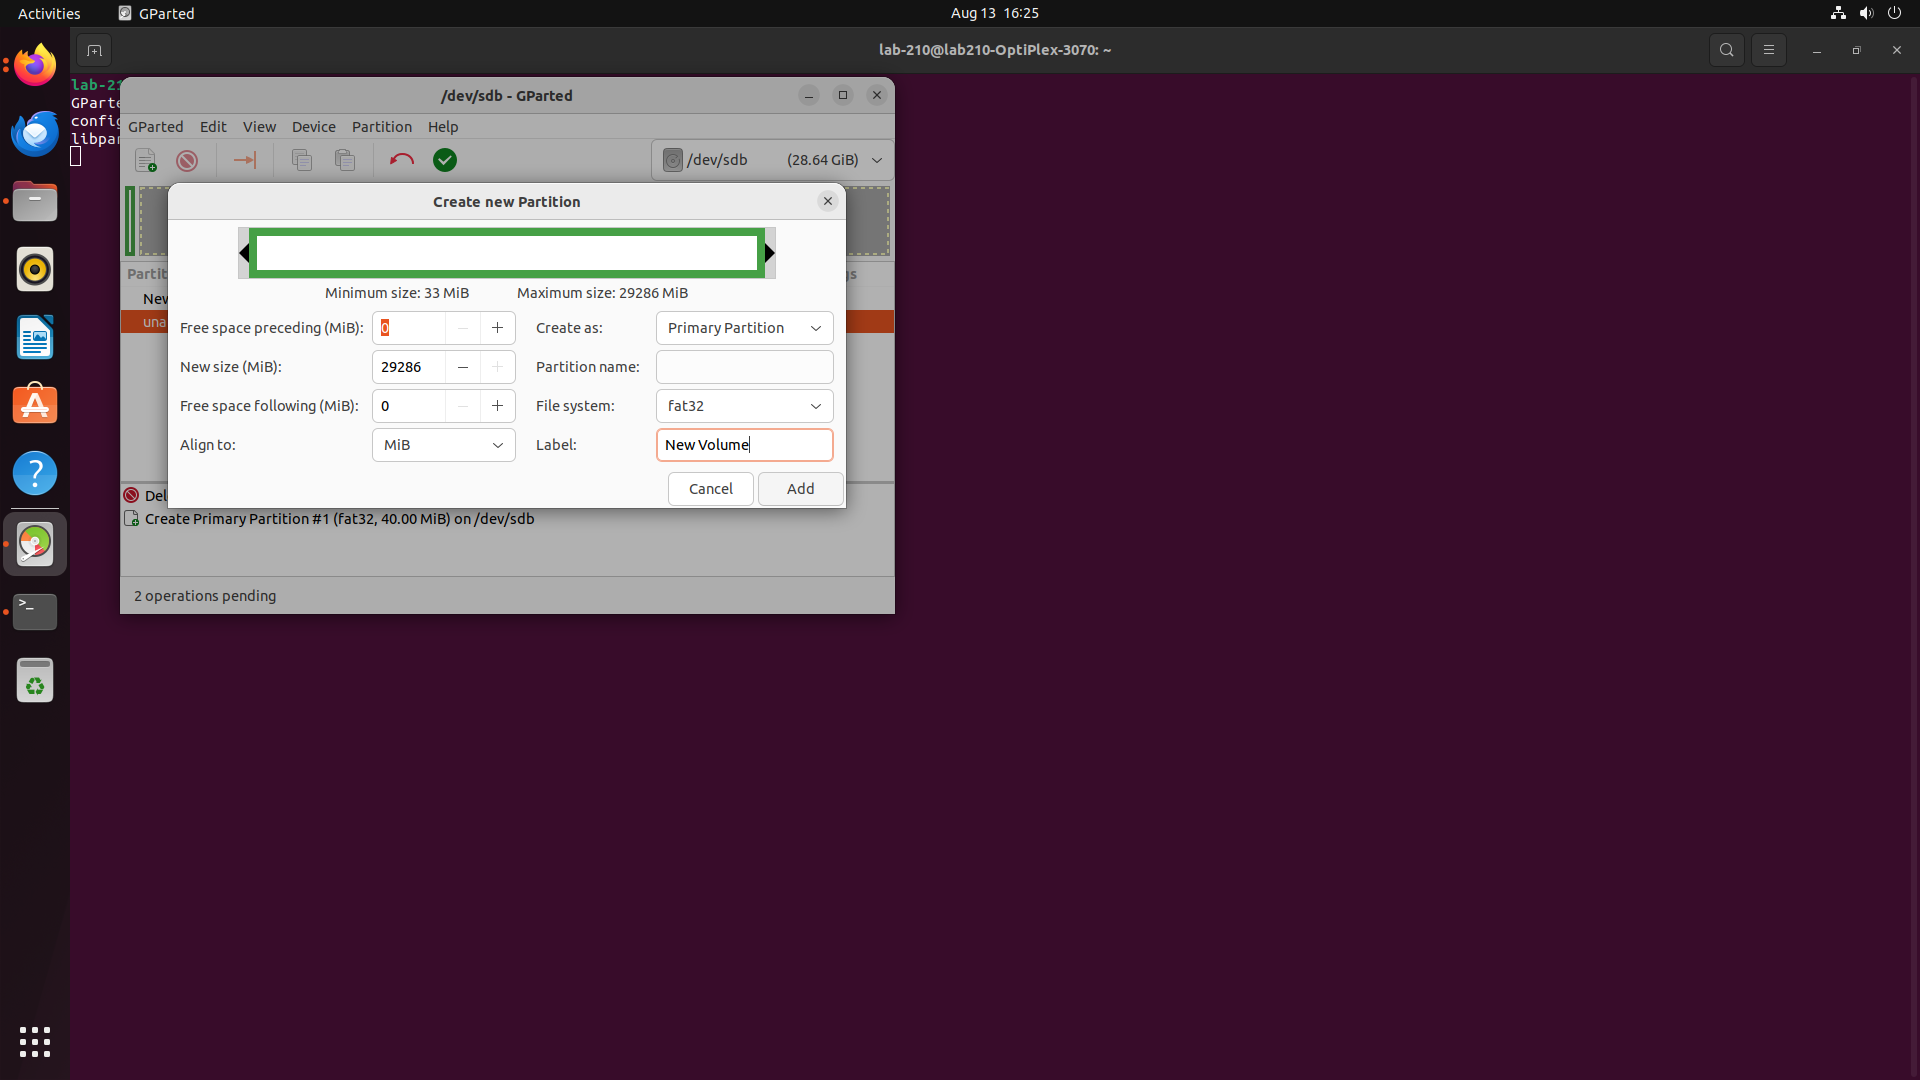 Activities GParted Aug 13 16:25
lab-210@lab210-OptiPlex-3070: ~
lab-21
GParte
config
libpar
/dev/sdb - GParted
GParted Edit View Device Partition Help
/dev/sdb (28.64 GiB)
Create new Partition
Partit gs
New
una
Minimum size: 33 MiB Maximum size: 29286 MiB
Free space preceding (MiB): 0 Create as: Primary Partition
New size (MiB): 29286 Partition name:
Free space following (MiB): 0 File system: fat32
Align to: MiB Label: New Volume
Cancel Add
Del
Create Primary Partition #1 (fat32, 40.00 MiB) on /dev/sdb
2 operations pending